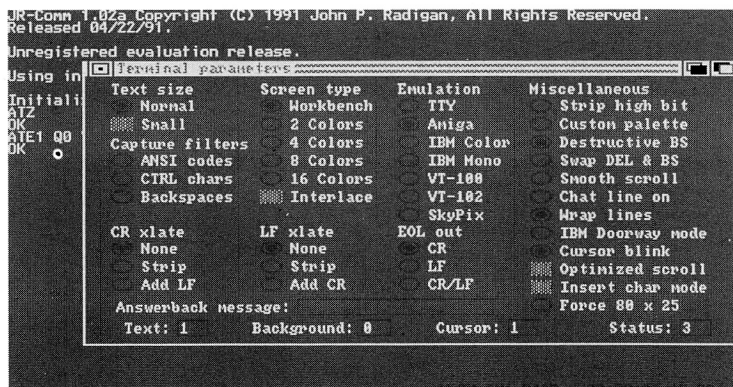 JR-Comm 1.02a Copyright (C) 1991 John P. Radigan, All Rights Reserved.
Released 04/22/91.
Unregistered evaluation release.
Using in
Initiali
ATZ
OK
ATE1 Q0
OK
Terminal parameters
Text size
Normal
Small
Capture filters
ANSI codes
CTRL chars
Backspaces
CR xlate
None
Strip
Add LF
Screen type
Workbench
2 Colors
4 Colors
8 Colors
16 Colors
Interlace
LF xlate
None
Strip
Add CR
Emulation
TTY
Amiga
IBM Color
IBM Mono
VT-100
VT-102
SkyPix
EOL out
CR
LF
CR/LF
Miscellaneous
Strip high bit
Custom palette
Destructive BS
Swap DEL & BS
Smooth scroll
Chat line on
Wrap lines
IBM Doorway mode
Cursor blink
Optimized scroll
Insert char mode
Force 80 x 25
Answerback message:
Text: 1 Background: 0 Cursor: 1 Status: 3